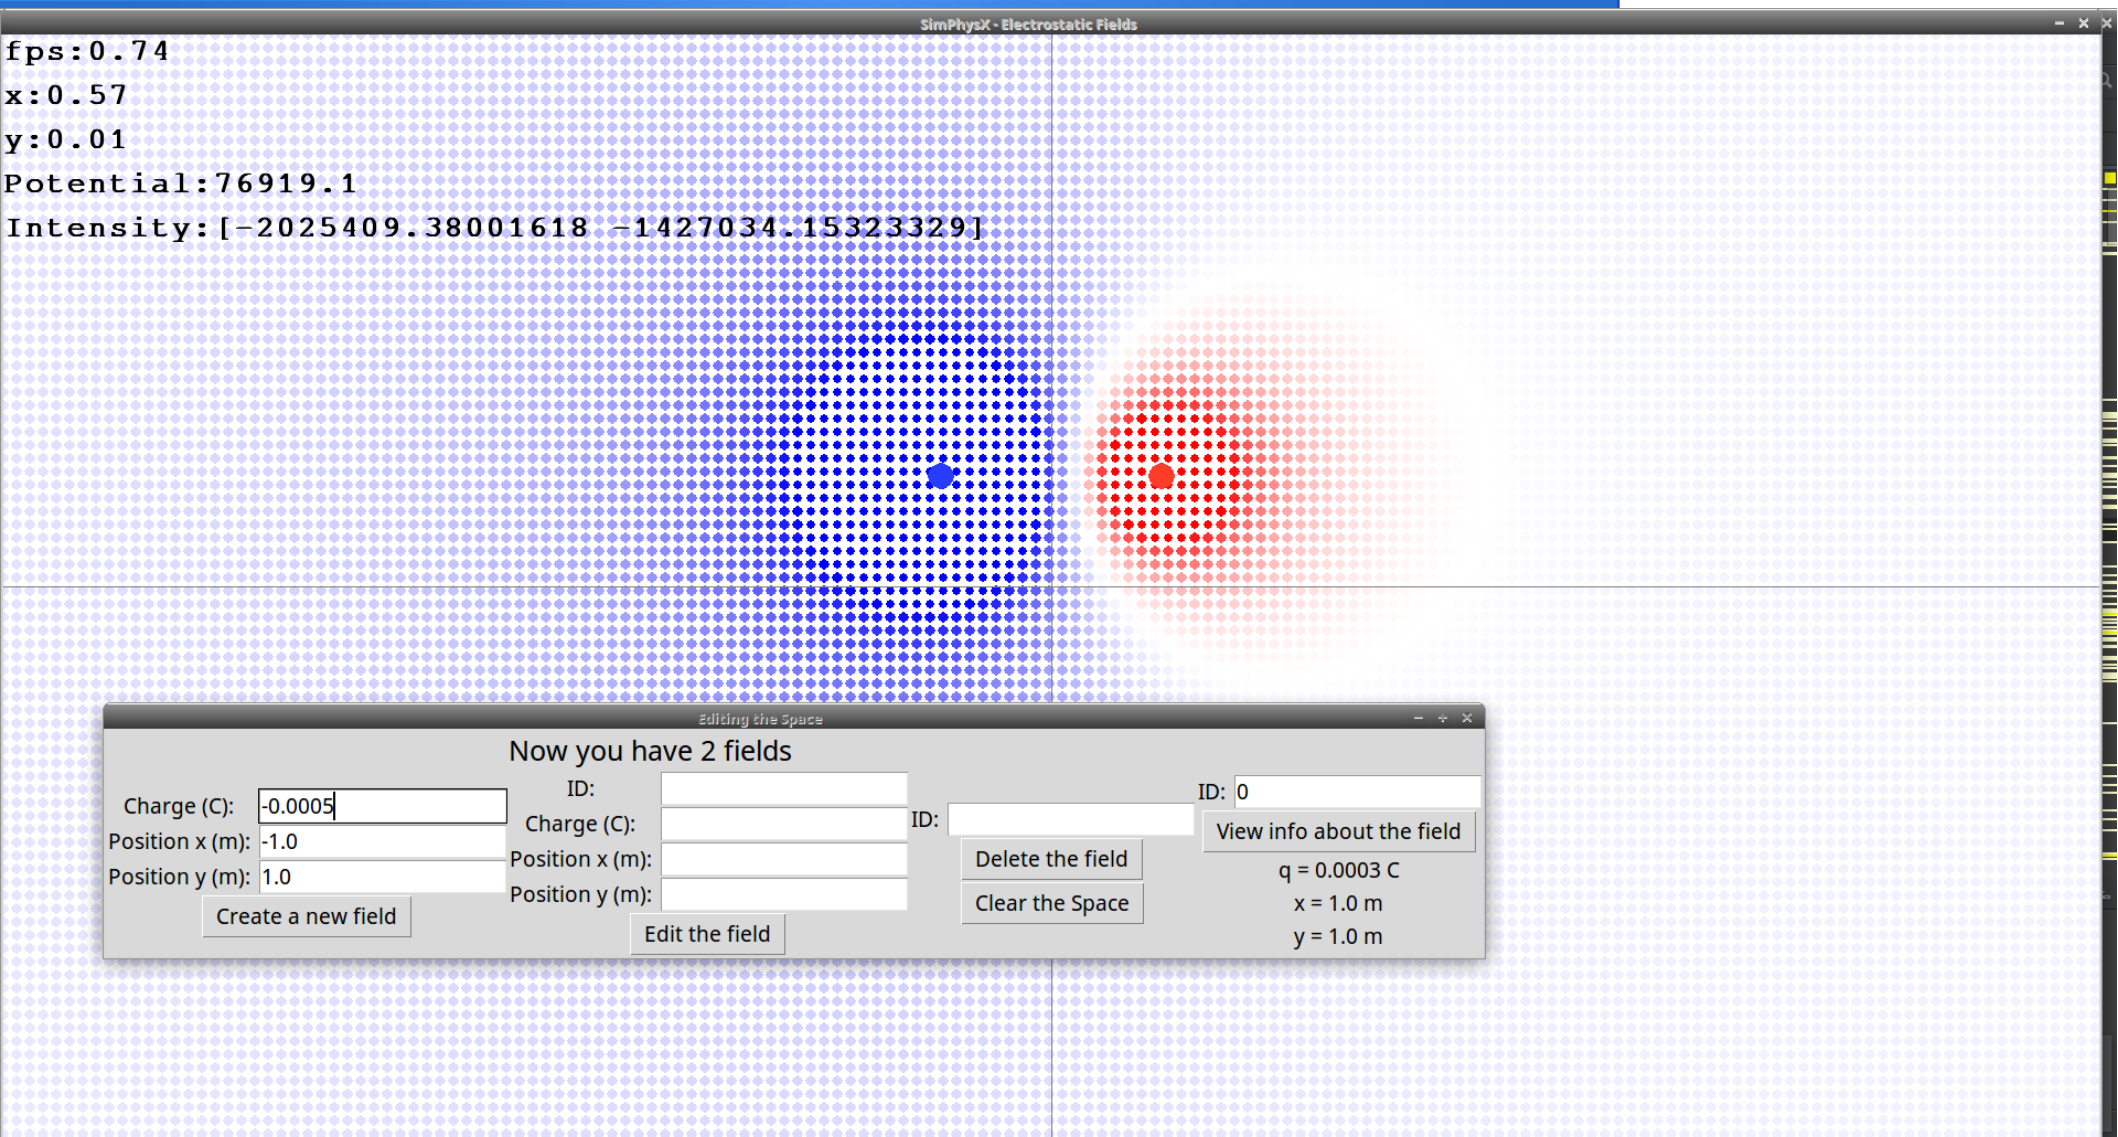 SimPhysX - Electrostatic Fields
fps:0.74
x:0.57
y:0.01
Potential:76919.1
Intensity:[-2025409.38001618 -1427034.15323329]
Editing the Space
Now you have 2 fields
Charge (C): -0.0005
Position x (m): -1.0
Position y (m): 1.0
Create a new field
ID:
Charge (C):
Position x (m):
Position y (m):
Edit the field
ID:
Delete the field
Clear the Space
ID: 0
View info about the field
q = 0.0003 C
x = 1.0 m
y = 1.0 m